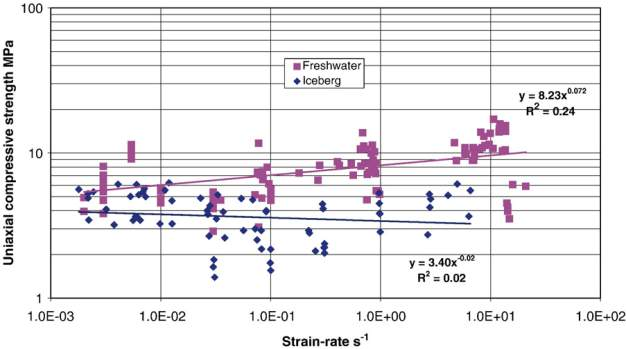 100
10
1
Uniaxial compressive strength MPa
Freshwater
Iceberg
y = 8.23x^0.072
R^2 = 0.24
y = 3.40x^-0.02
R^2 = 0.02
1.0E-03 1.0E-02 1.0E-01 1.0E+00 1.0E+01 1.0E+02
Strain-rate s^-1